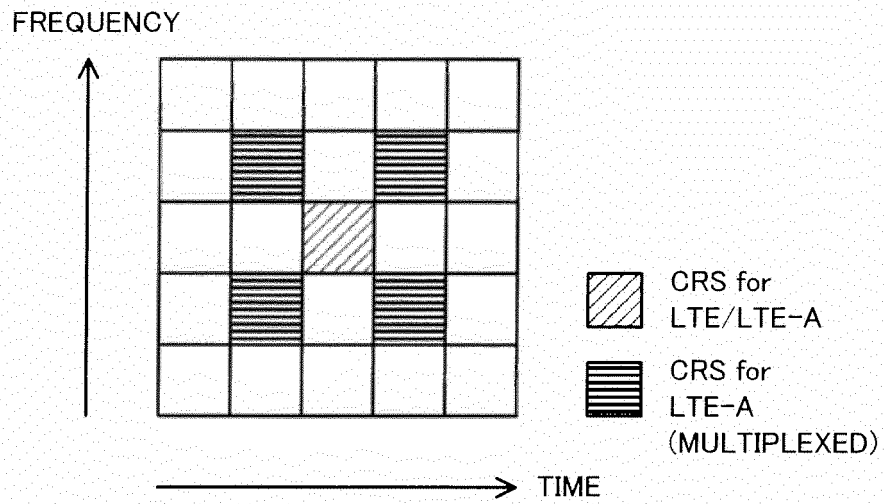 FREQUENCY
CRS for
LTE/LTE-A
CRS for
LTE-A
(MULTIPLEXED)
TIME